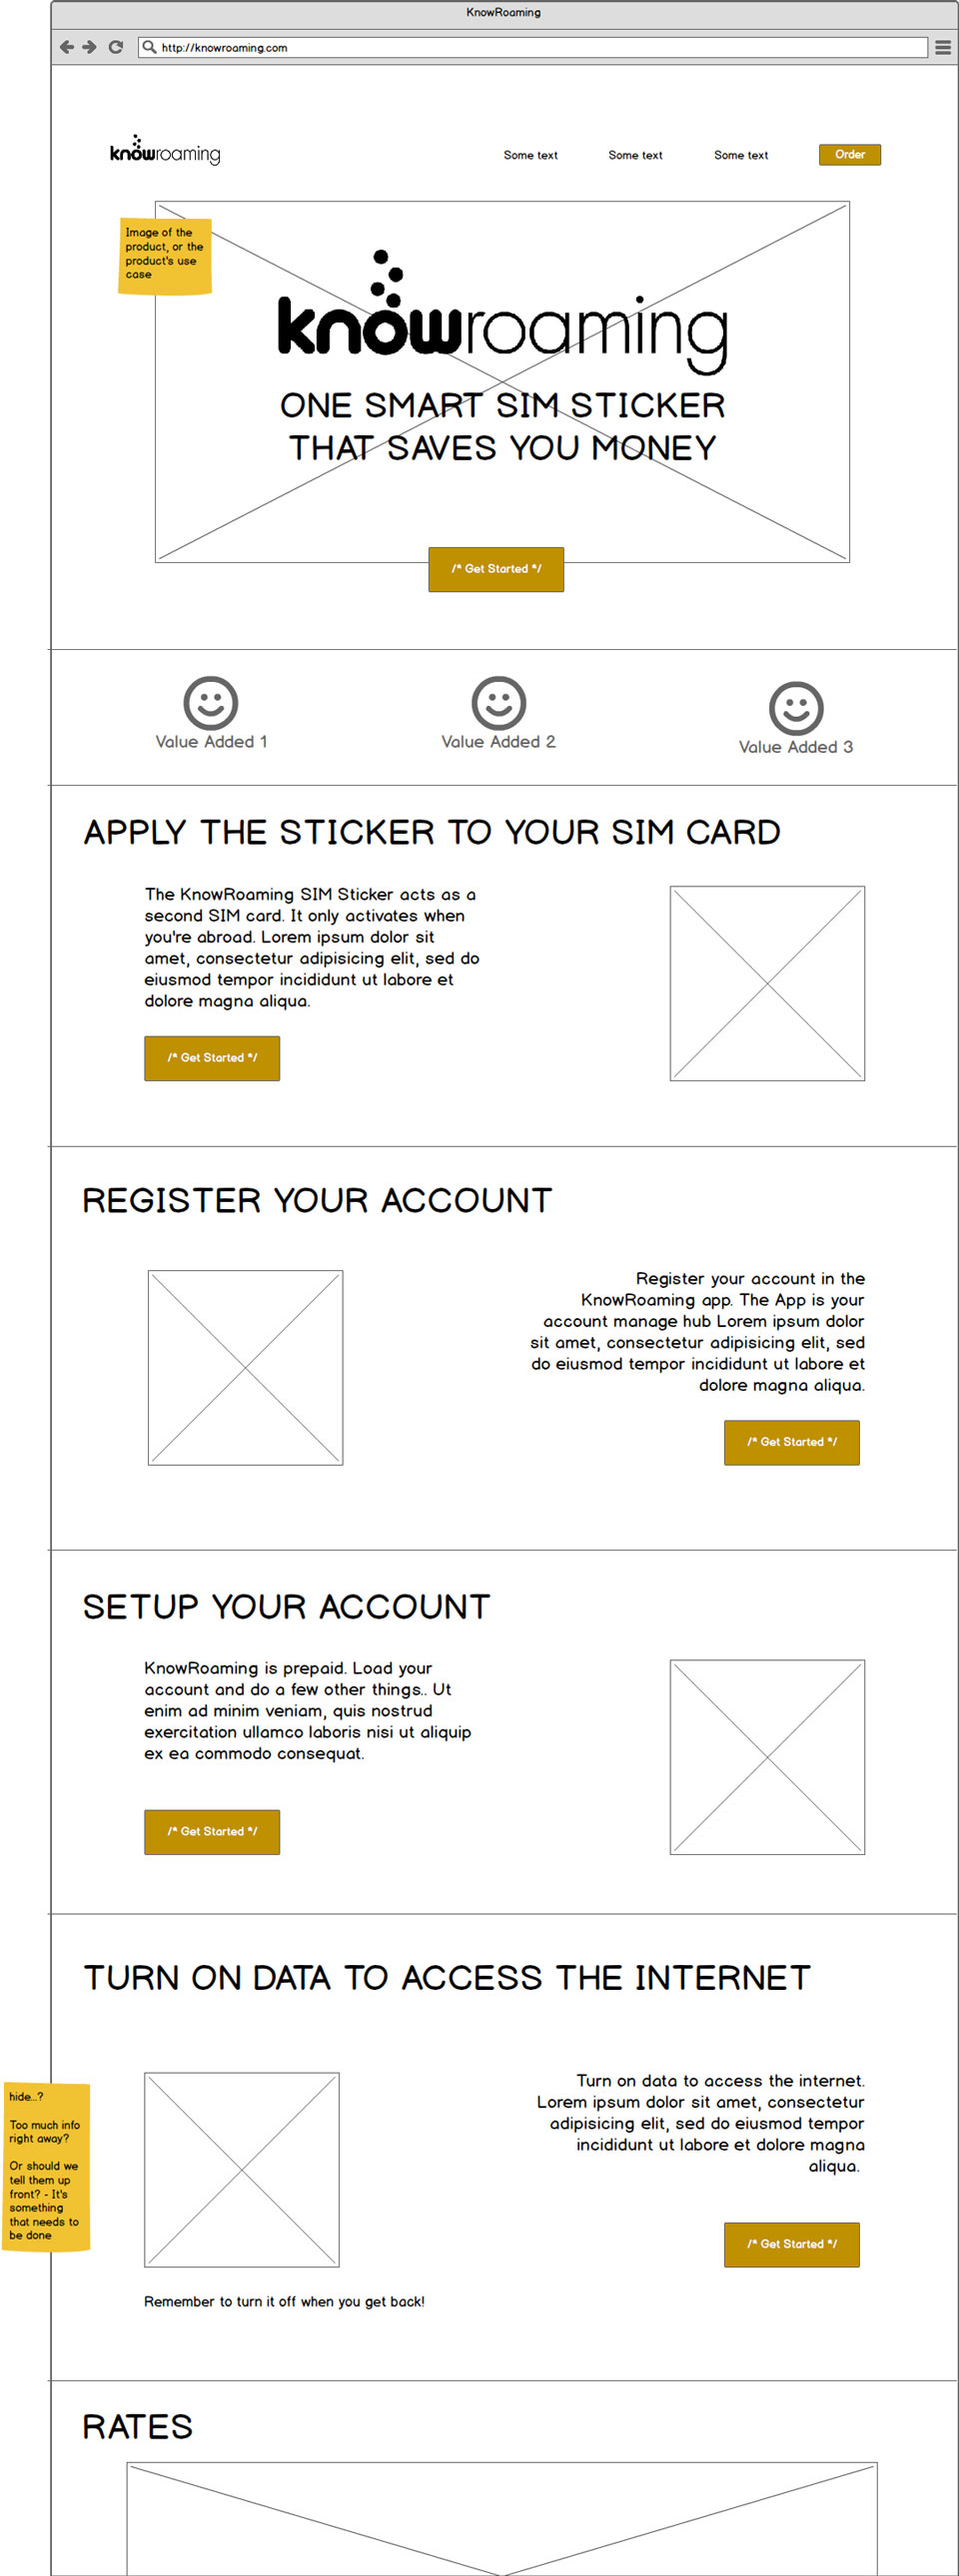 KnowRoaming
http://knowroaming.com
knowroaming
Some text
Some text
Some text
Order
Image of the
product, or the
product's use
case
knowroaming
ONE SMART SIM STICKER
THAT SAVES YOU MONEY
/* Get Started */
Value Added 1
Value Added 2
Value Added 3
APPLY THE STICKER TO YOUR SIM CARD
The KnowRoaming SIM Sticker acts as a
second SIM card. It only activates when
you're abroad. Lorem ipsum dolor sit
amet, consectetur adipisicing elit, sed do
eiusmod tempor incididunt ut labore et
dolore magna aliqua.
/* Get Started */
REGISTER YOUR ACCOUNT
Register your account in the
KnowRoaming app. The App is your
account manage hub Lorem ipsum dolor
sit amet, consectetur adipisicing elit, sed
do eiusmod tempor incididunt ut labore et
dolore magna aliqua.
/* Get Started */
SETUP YOUR ACCOUNT
KnowRoaming is prepaid. Load your
account and do a few other things.. Ut
enim ad minim veniam, quis nostrud
exercitation ullamco laboris nisi ut aliquip
ex ea commodo consequat.
/* Get Started */
TURN ON DATA TO ACCESS THE INTERNET
hide...?
Too much info
right away?
Or should we
tell them up
front? - It's
something
that needs to
be done
Turn on data to access the internet.
Lorem ipsum dolor sit amet, consectetur
adipisicing elit, sed do eiusmod tempor
incididunt ut labore et dolore magna
aliqua.
/* Get Started */
Remember to turn it off when you get back!
RATES